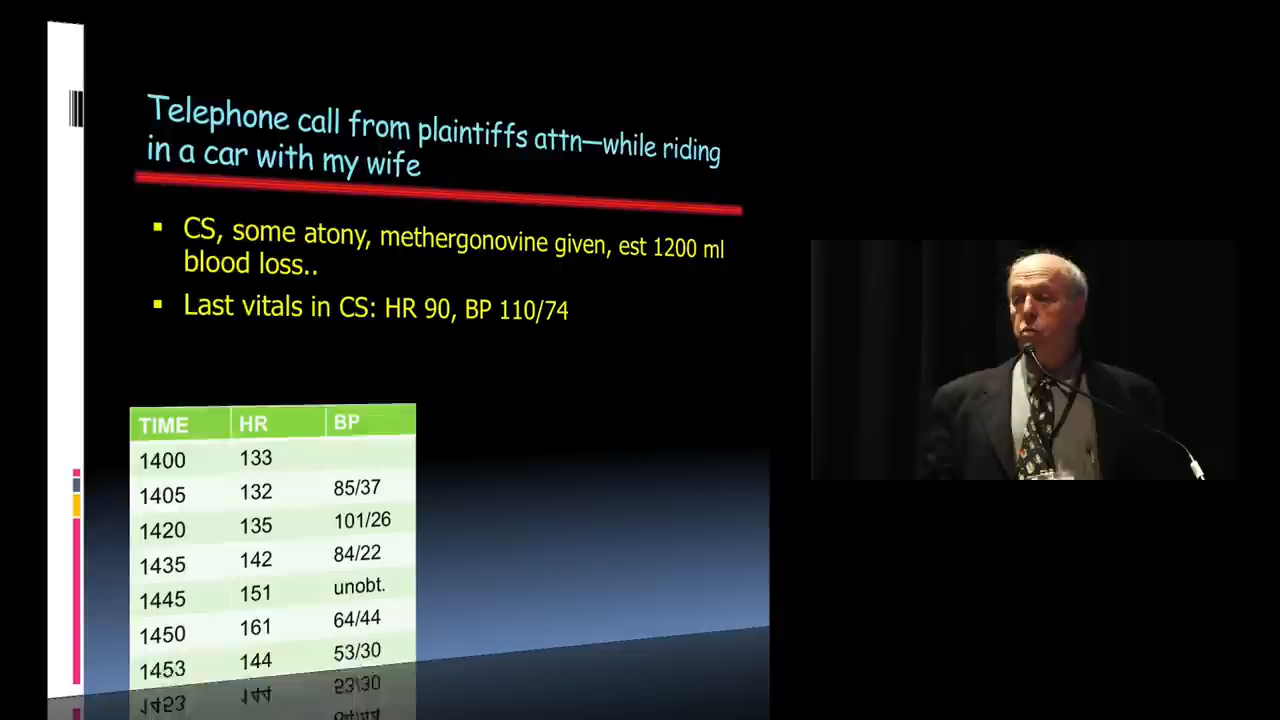 Telephone call from plaintiffs attn—while riding
in a car with my wife
▪ CS, some atony, methergonovine given, est 1200 ml
blood loss..
▪ Last vitals in CS: HR 90, BP 110/74
TIME HR BP
1400 133
1405 132 85/37
1420 135 101/26
1435 142 84/22
1445 151 unobt.
1450 161 64/44
1453 144 53/30